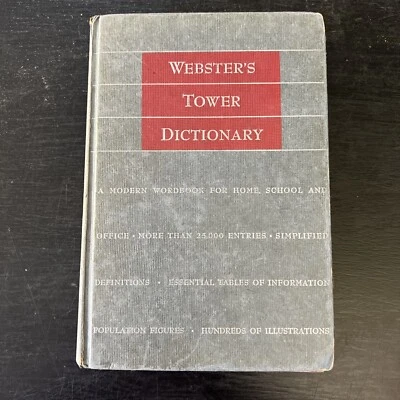 WEBSTER'S
TOWER
DICTIONARY
A MODERN WORDBOOK FOR HOME, SCHOOL AND
OFFICE • MORE THAN 25,000 ENTRIES • SIMPLIFIED
DEFINITIONS • ESSENTIAL TABLES OF INFORMATION
POPULATION FIGURES • HUNDREDS OF ILLUSTRATIONS